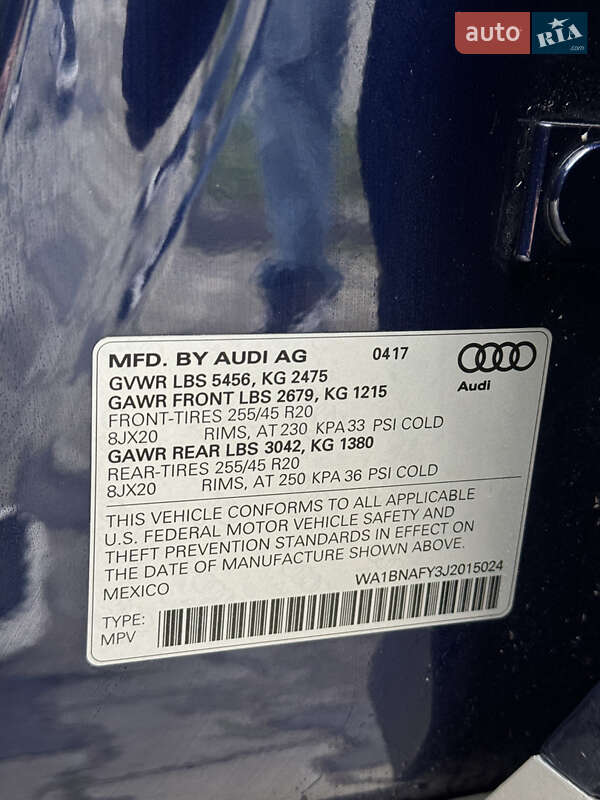 auto RIA.com
MFD. BY AUDI AG 0417
GVWR LBS 5456, KG 2475
GAWR FRONT LBS 2679, KG 1215
FRONT-TIRES 255/45 R20
8JX20 RIMS, AT 230 KPA 33 PSI COLD
GAWR REAR LBS 3042, KG 1380
REAR-TIRES 255/45 R20
8JX20 RIMS, AT 250 KPA 36 PSI COLD
Audi
THIS VEHICLE CONFORMS TO ALL APPLICABLE
U.S. FEDERAL MOTOR VEHICLE SAFETY AND
THEFT PREVENTION STANDARDS IN EFFECT ON
THE DATE OF MANUFACTURE SHOWN ABOVE.
MEXICO WA1BNAFY3J2015024
TYPE:
MPV